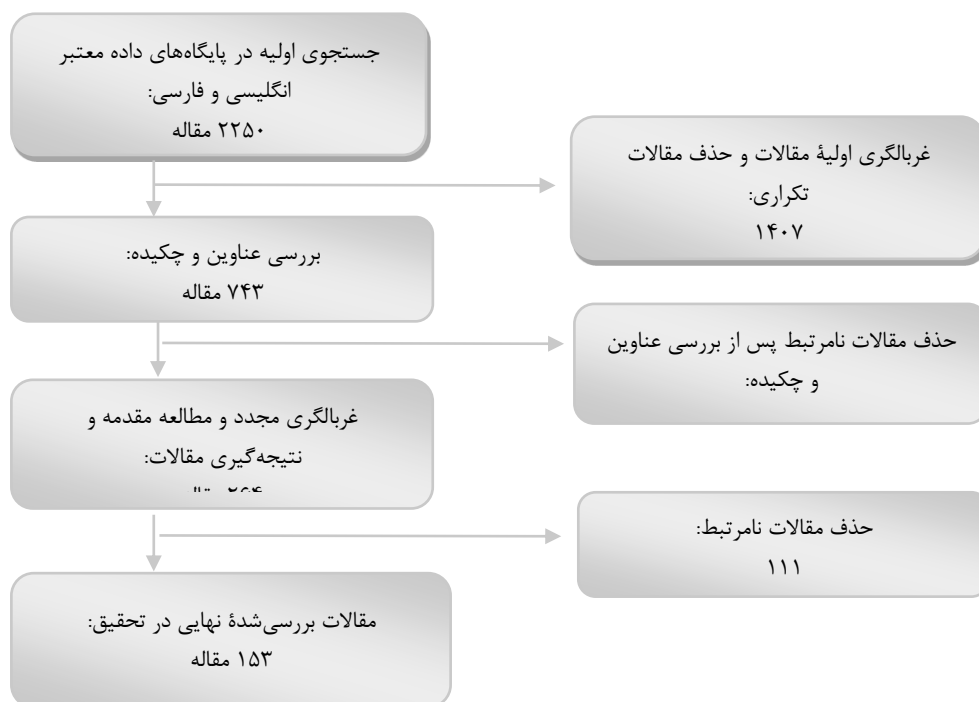 جستجوی اولیه در پایگاه‌های داده معتبر
انگلیسی و فارسی:
۲۲۵۰ مقاله
غربالگری اولیهٔ مقالات و حذف مقالات
تکراری:
۱۴۰۷
بررسی عناوین و چکیده:
۷۴۳ مقاله
حذف مقالات نامرتبط پس از بررسی عناوین
و چکیده:
غربالگری مجدد و مطالعه مقدمه و
نتیجه‌گیری مقالات:
حذف مقالات نامرتبط:
۱۱۱
مقالات بررسی‌شدهٔ نهایی در تحقیق:
۱۵۳ مقاله